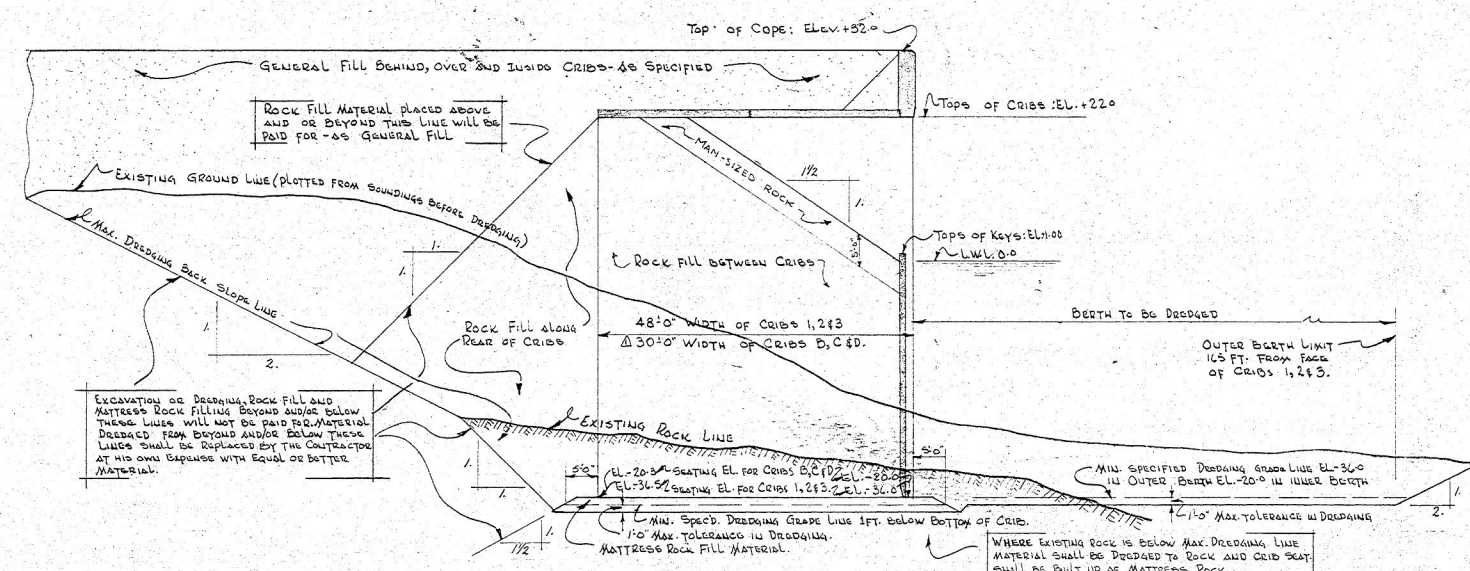 TOP OF COPE: ELEV. +32.0
GENERAL FILL BEHIND, OVER AND INSIDE CRIBS - AS SPECIFIED
ROCK FILL MATERIAL PLACED ABOVE
AND OR BEYOND THIS LINE WILL BE
PAID FOR - AS GENERAL FILL
TOPS OF CRIBS: EL. +22.0
MAN-SIZED ROCK
1 1/2
1.
EXISTING GROUND LINE (PLOTTED FROM SOUNDINGS BEFORE DREDGING)
MAX. DREDGING BACK SLOPE LINE
1.
1.
5'-0"
TOPS OF KEYS: EL. 1.00
L.W.L. 0.0
ROCK FILL BETWEEN CRIBS
1.
2.
ROCK FILL ALONG
REAR OF CRIBS
48'-0" WIDTH OF CRIBS 1, 2 & 3
30'-0" WIDTH OF CRIBS B, C & D.
BERTH TO BE DREDGED
OUTER BERTH LIMIT
165 FT. FROM FACE
OF CRIBS 1, 2 & 3.
EXCAVATION OR DREDGING, ROCK FILL AND
MATTRESS ROCK FILLING BEYOND AND/OR BELOW
THESE LINES WILL NOT BE PAID FOR. MATERIAL
DREDGED FROM BEYOND AND/OR BELOW THESE
LINES SHALL BE REPLACED BY THE CONTRACTOR
AT HIS OWN EXPENSE WITH EQUAL OR BETTER
MATERIAL.
EXISTING ROCK LINE
1.
1.
5'-0"
EL. -20.3 SEATING EL. FOR CRIBS B, C & D EL. -20.0
EL. -36.5 SEATING EL. FOR CRIBS 1, 2 & 3. EL. -36.0
5'0"
MIN. SPECIFIED DREDGING GRADE LINE EL-36.0
IN OUTER BERTH EL. -20.0 IN INNER BERTH
1'-0" MAX. TOLERANCE IN DREDGING
1.
2.
1.
1 1/2
MIN. SPEC'D. DREDGING GRADE LINE 1 FT. BELOW BOTTOM OF CRIB.
1'-0" MAX. TOLERANCE IN DREDGING.
MATTRESS ROCK FILL MATERIAL.
WHERE EXISTING ROCK IS BELOW MAX. DREDGING LINE
MATERIAL SHALL BE DREDGED TO ROCK AND CRIB SEAT
SHALL BE BUILT UP OF MATTRESS ROCK